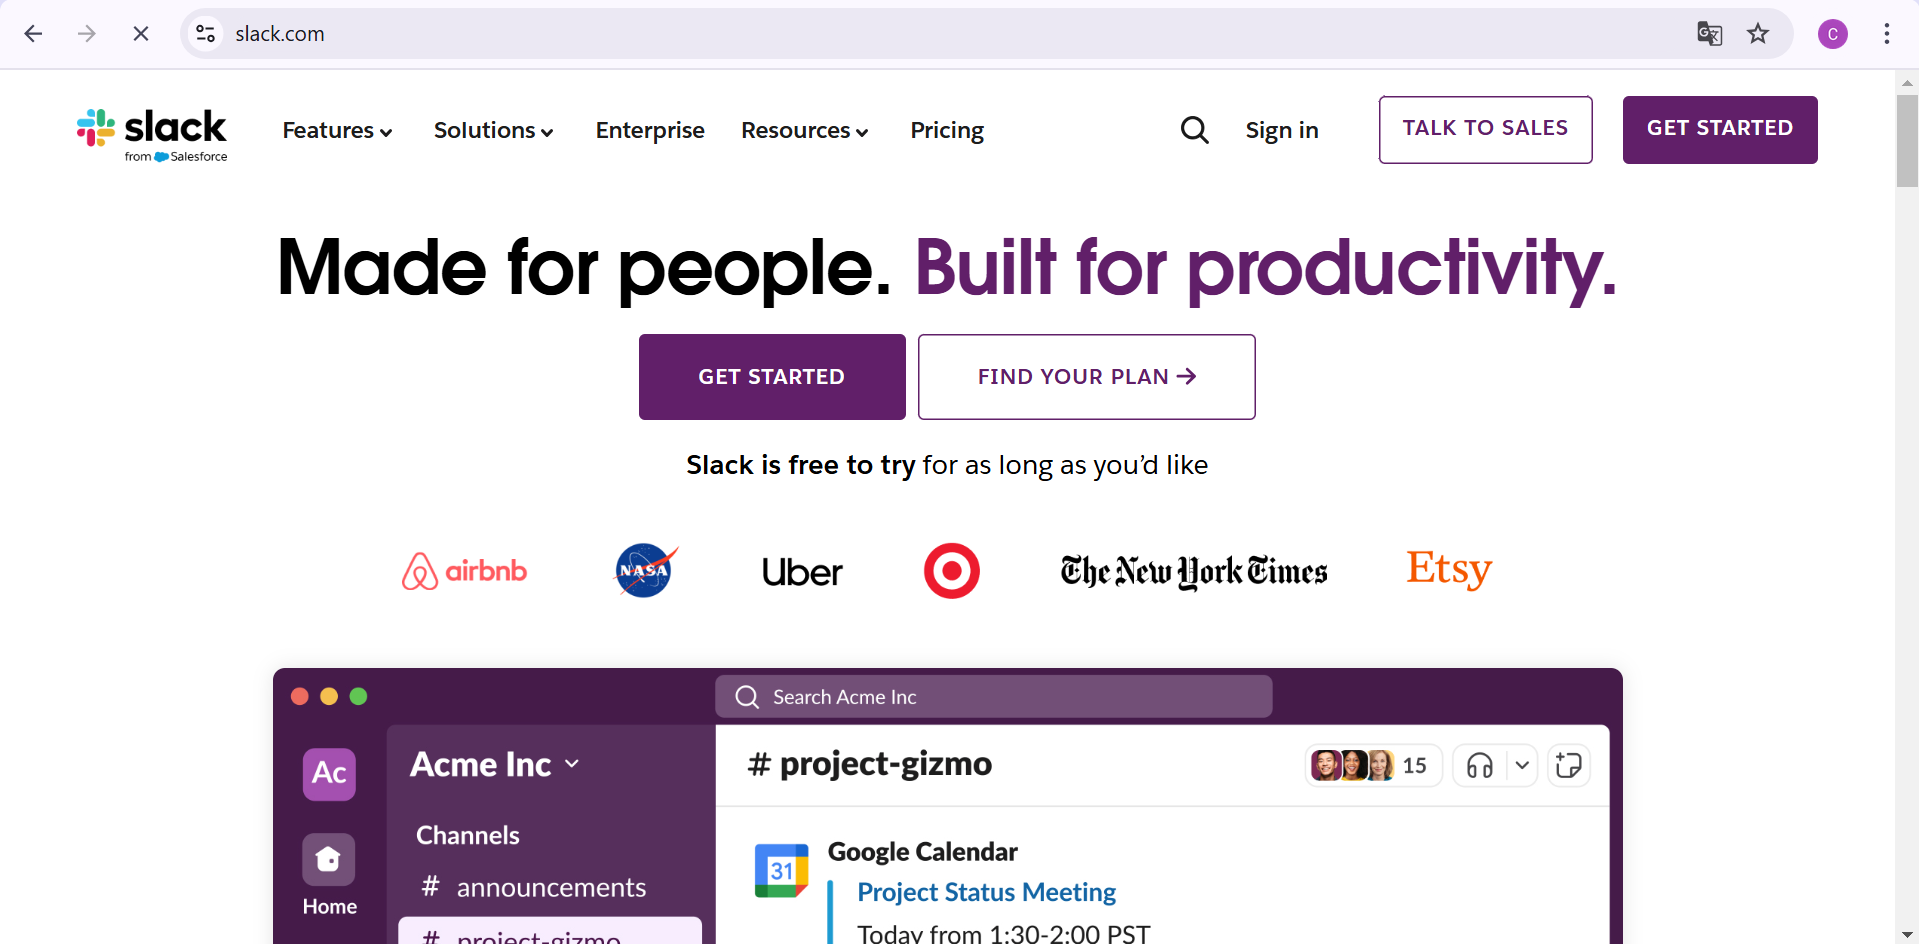 slack.com
C
slack
from Salesforce
Features
Solutions
Enterprise
Resources
Pricing
Sign in
TALK TO SALES
GET STARTED
Made for people. Built for productivity.
GET STARTED
FIND YOUR PLAN →
Slack is free to try for as long as you’d like
airbnb
NASA
Uber
The New York Times
Etsy
Search Acme Inc
Ac
Acme Inc
# project-gizmo
15
Channels
Home
# announcements
# project-gizmo
31
Google Calendar
Project Status Meeting
Today from 1:30-2:00 PST